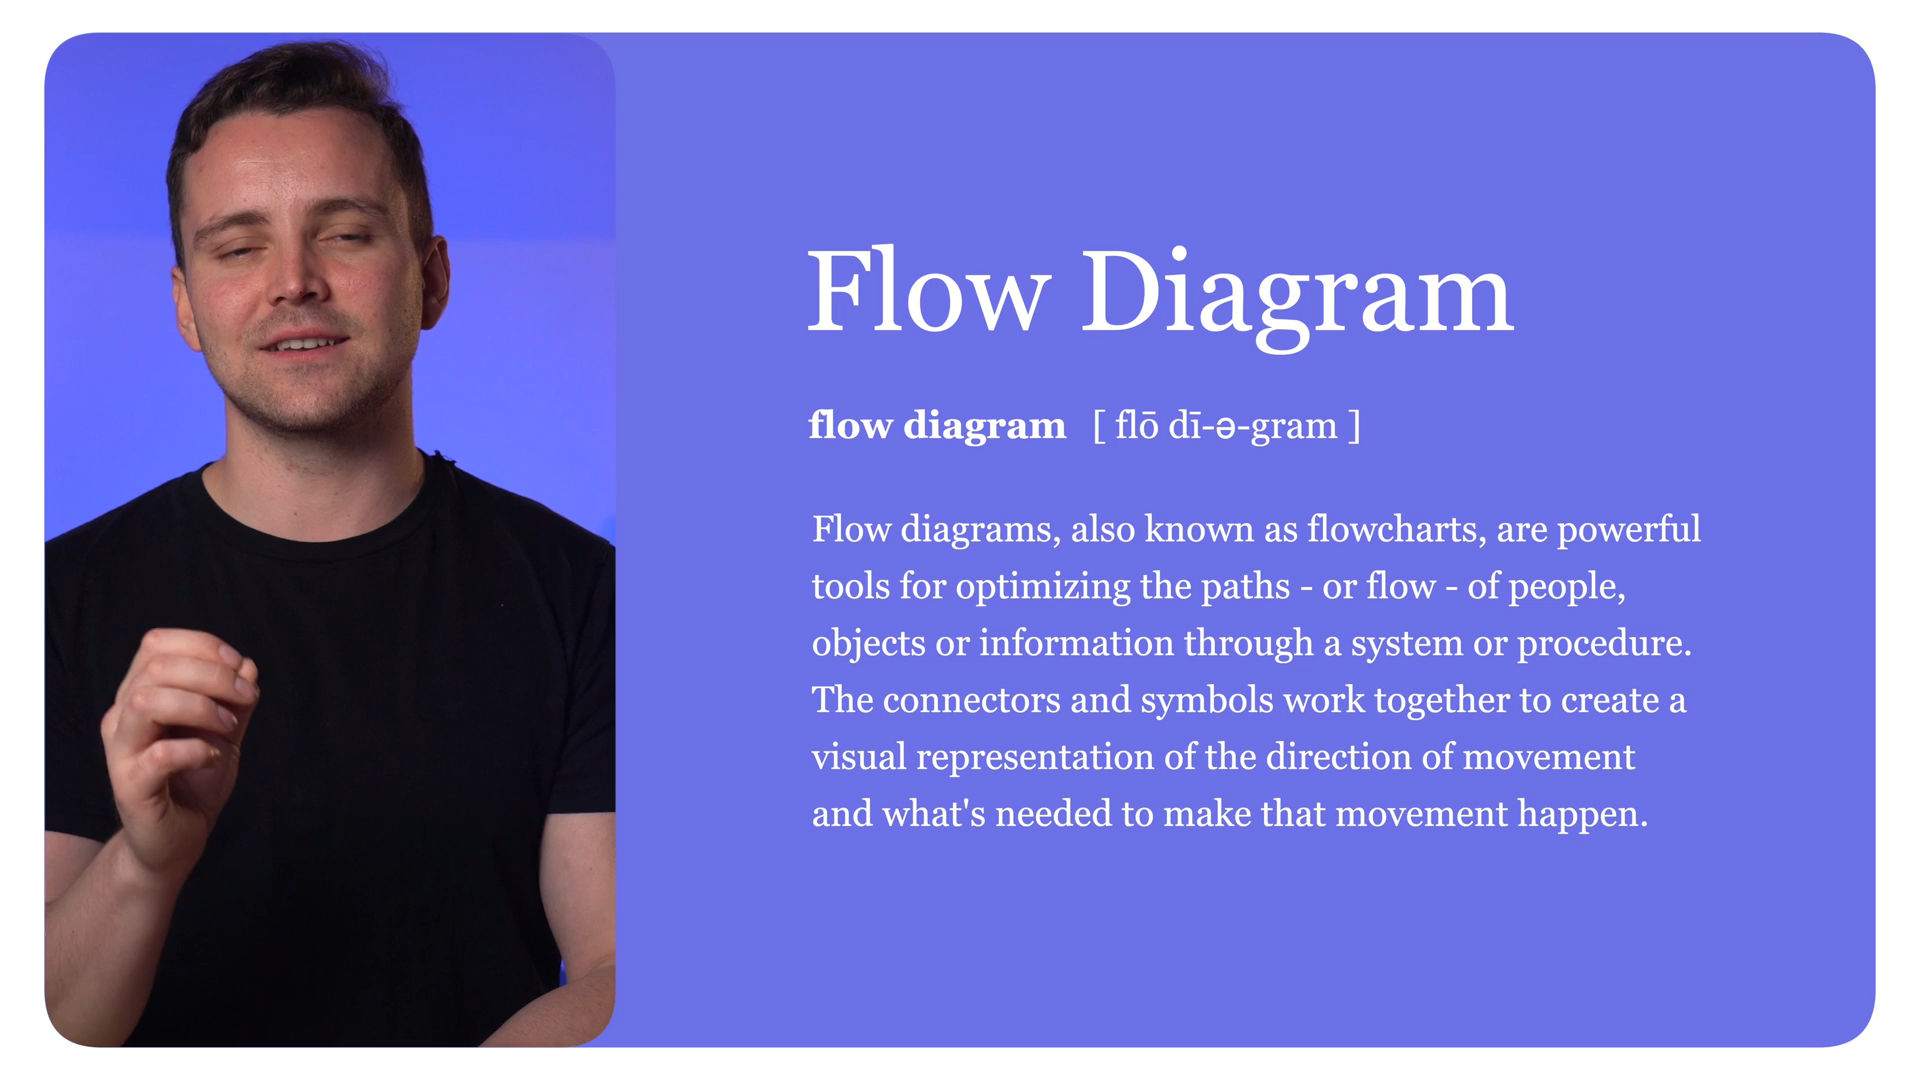 Flow Diagram
flow diagram [ flō dī-ə-gram ]
Flow diagrams, also known as flowcharts, are powerful
tools for optimizing the paths - or flow - of people,
objects or information through a system or procedure.
The connectors and symbols work together to create a
visual representation of the direction of movement
and what's needed to make that movement happen.